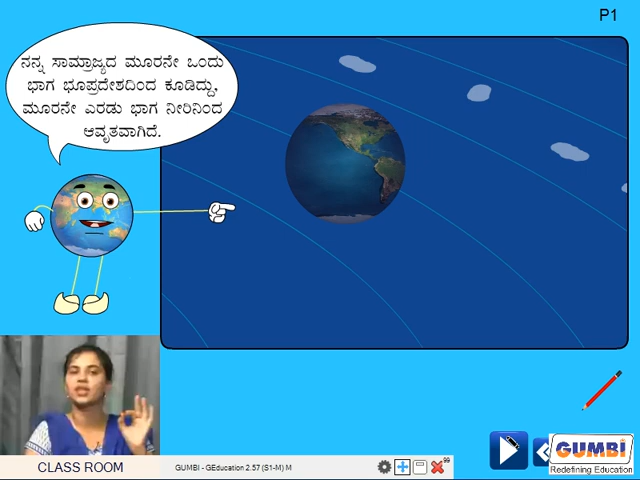 P1
ನನ್ನ ಸಾಮ್ರಾಜ್ಯದ ಮೂರನೇ ಒಂದು
ಭಾಗ ಭೂಪ್ರದೇಶದಿಂದ ಕೂಡಿದ್ದು,
ಮೂರನೇ ಎರಡು ಭಾಗ ನೀರಿನಿಂದ
ಆವೃತವಾಗಿದೆ.
CLASS ROOM
GUMBI - GEducation 2.57 (S1-M) M
99
GUMBi
Redefining Education